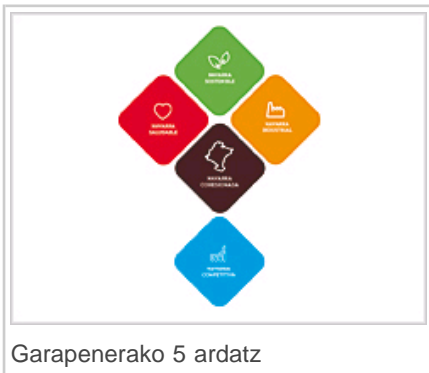 NAVARRA
SOSTENIBLE
NAVARRA
SALUDABLE
NAVARRA
INDUSTRIAL
NAVARRA
COHESIONADA
NAVARRA
COMPETITIVA
Garapenerako 5 ardatz